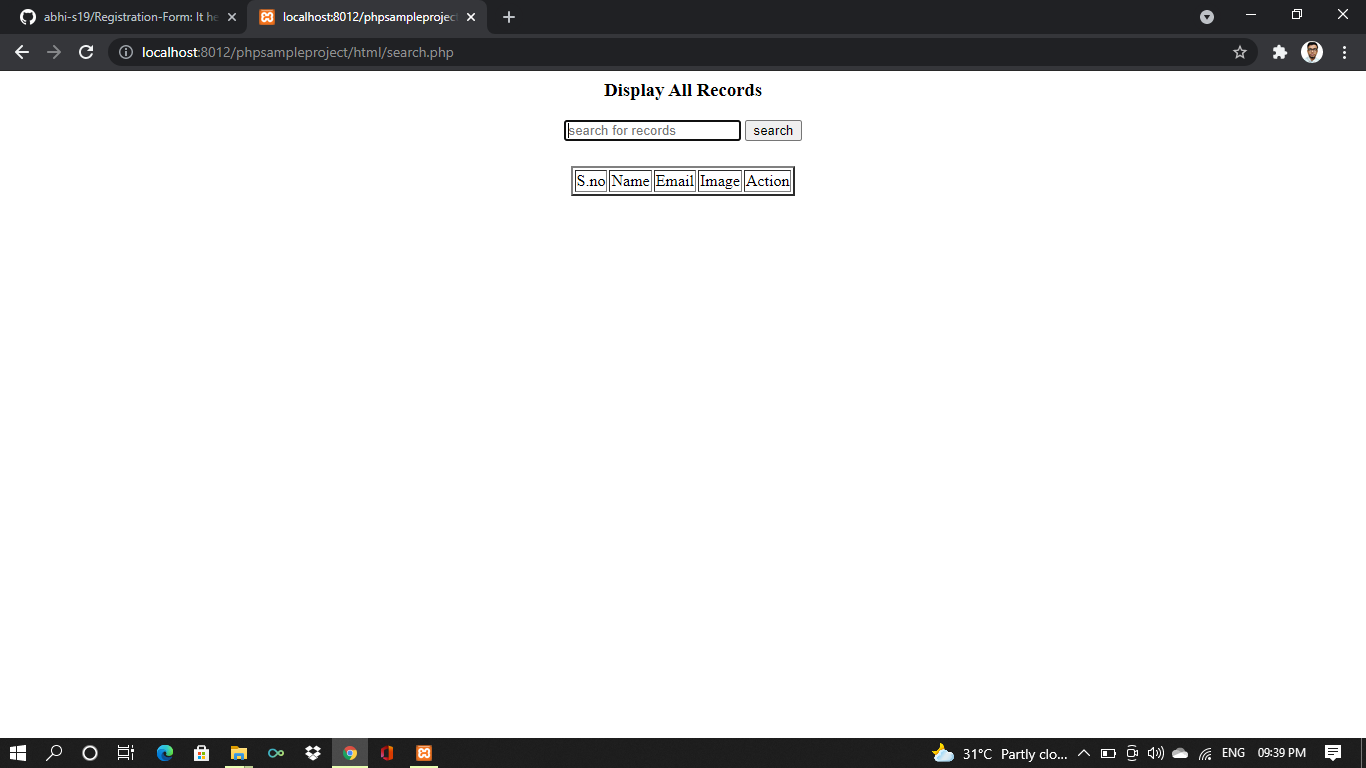 abhi-s19/Registration-Form: It he
localhost:8012/phpsampleproject
localhost:8012/phpsampleproject/html/search.php
Display All Records
search for records
search
S.no Name Email Image Action
31°C Partly clo... ENG 09:39 PM